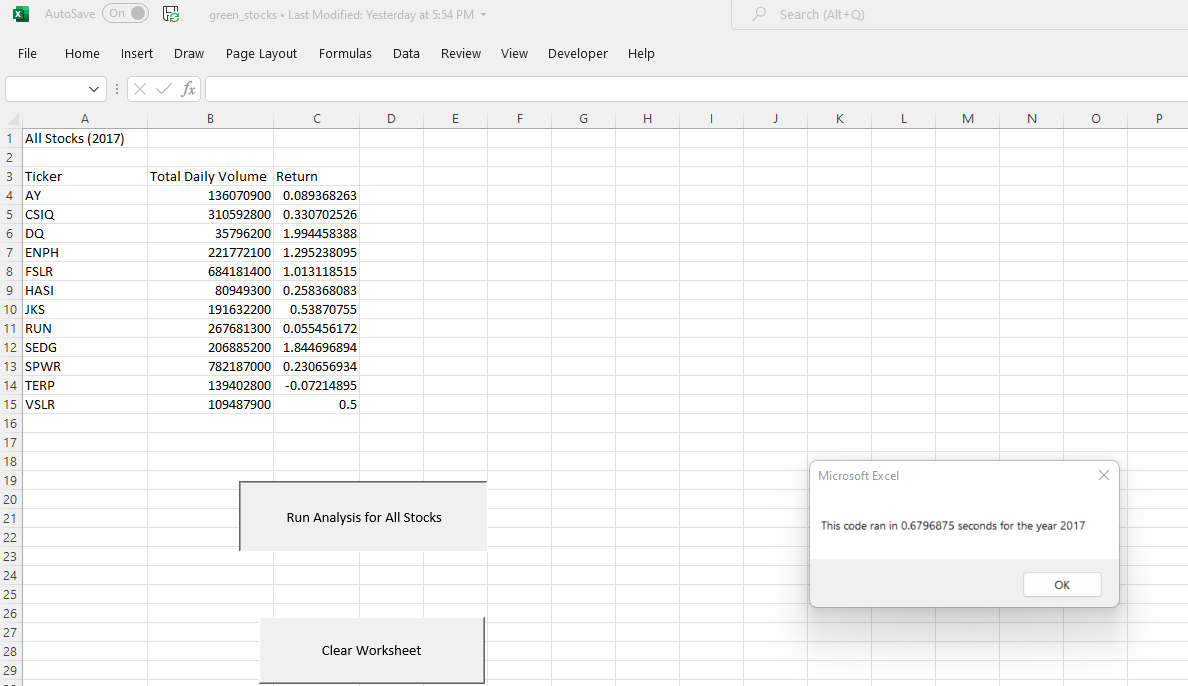 AutoSave On green_stocks • Last Modified: Yesterday at 5:54 PM Search (Alt+Q)
File Home Insert Draw Page Layout Formulas Data Review View Developer Help
fx
A B C D E F G H I J K L M N O P
1 All Stocks (2017)
2
3 Ticker Total Daily Volume Return
4 AY 136070900 0.089368263
5 CSIQ 310592800 0.330702526
6 DQ 35796200 1.994458388
7 ENPH 221772100 1.295238095
8 FSLR 684181400 1.013118515
9 HASI 80949300 0.258368083
10 JKS 191632200 0.53870755
11 RUN 267681300 0.055456172
12 SEDG 206885200 1.844696894
13 SPWR 782187000 0.230656934
14 TERP 139402800 -0.07214895
15 VSLR 109487900 0.5
16
17
18
19 Microsoft Excel
20
21 Run Analysis for All Stocks This code ran in 0.6796875 seconds for the year 2017
22
23
24 OK
25
26
27
28 Clear Worksheet
29